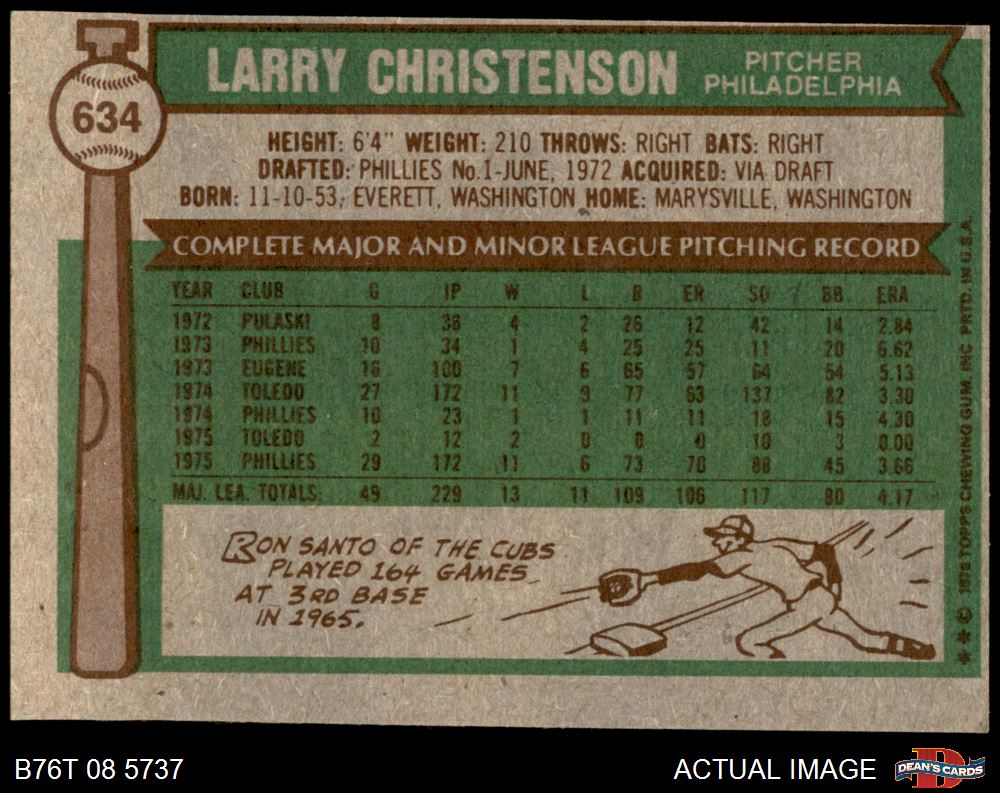 634
LARRY CHRISTENSON
PITCHER
PHILADELPHIA
HEIGHT: 6'4" WEIGHT: 210 THROWS: RIGHT BATS: RIGHT
DRAFTED: PHILLIES No.1-JUNE, 1972 ACQUIRED: VIA DRAFT
BORN: 11-10-53, EVERETT, WASHINGTON HOME: MARYSVILLE, WASHINGTON
COMPLETE MAJOR AND MINOR LEAGUE PITCHING RECORD
YEAR CLUB G IP W L R ER SO BB ERA
1972 PULASKI 8 38 4 2 26 12 42 14 2.84
1973 PHILLIES 10 34 1 4 25 25 11 20 6.62
1973 EUGENE 16 100 7 6 65 57 64 54 5.13
1974 TOLEDO 27 172 11 9 77 63 137 82 3.30
1974 PHILLIES 10 23 1 1 11 11 18 15 4.30
1975 TOLEDO 2 12 2 0 0 0 10 3 0.00
1975 PHILLIES 29 172 11 6 73 70 88 45 3.66
MAJ. LEA. TOTALS: 49 229 13 11 109 106 117 80 4.17
RON SANTO OF THE CUBS
PLAYED 164 GAMES
AT 3RD BASE
IN 1965.
* * © 1976 TOPPS CHEWING GUM, INC PRTD. IN U.S.A.
B76T 08 5737
ACTUAL IMAGE
D
DEAN'S CARDS